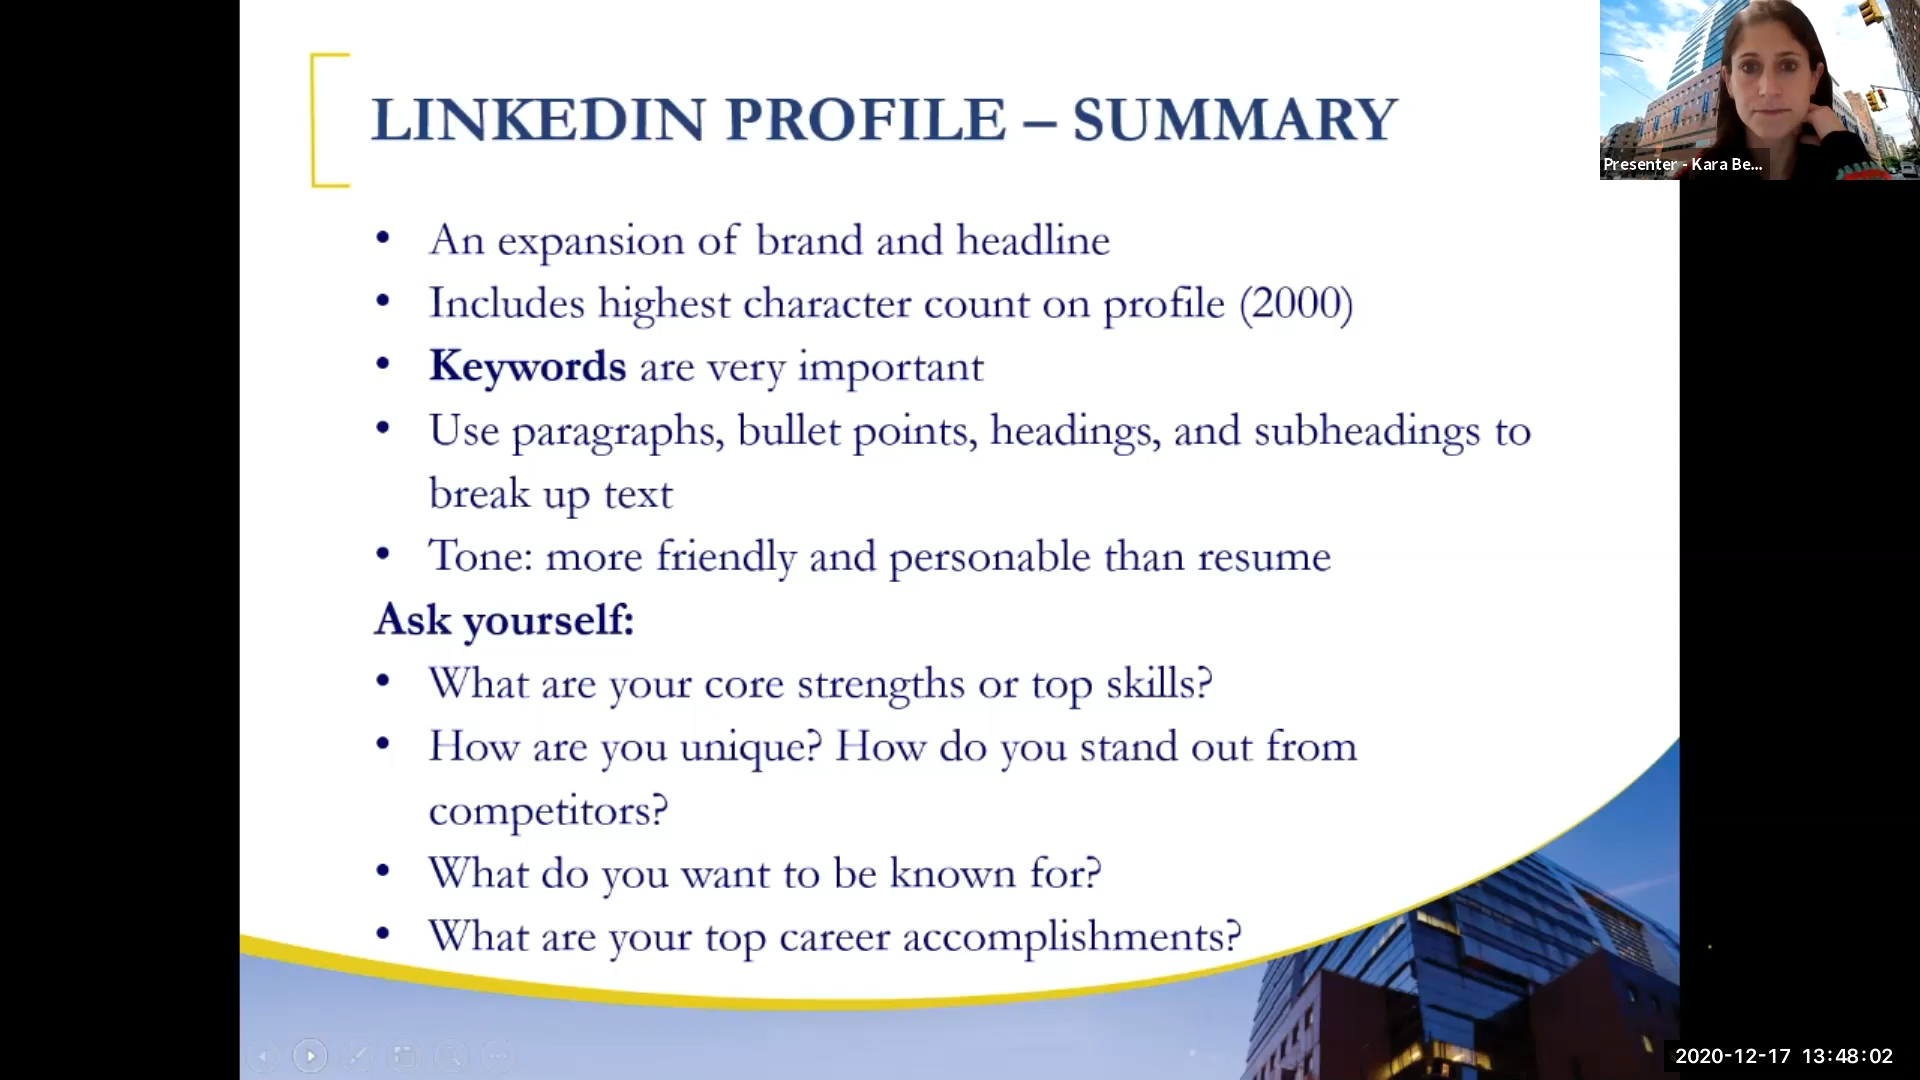 LINKEDIN PROFILE – SUMMARY
• An expansion of brand and headline
• Includes highest character count on profile (2000)
• Keywords are very important
• Use paragraphs, bullet points, headings, and subheadings to
break up text
• Tone: more friendly and personable than resume
Ask yourself:
• What are your core strengths or top skills?
• How are you unique? How do you stand out from
competitors?
• What do you want to be known for?
• What are your top career accomplishments?
Presenter - Kara Be...
2020-12-17 13:48:02